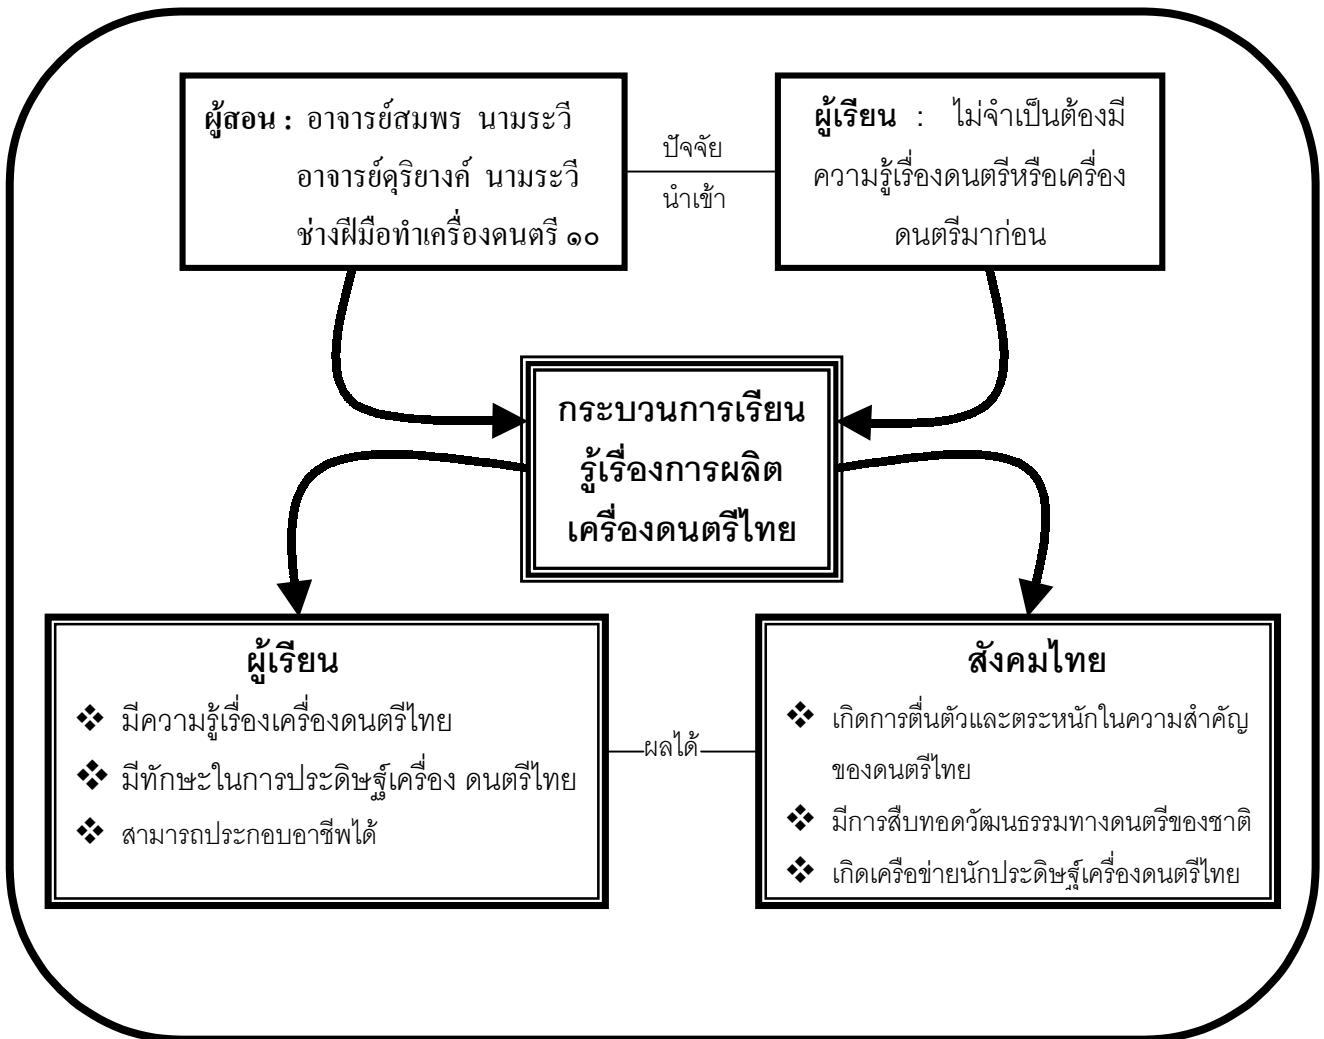 ผู้สอน : อาจารย์สมพร นามระวี
อาจารย์ดุริยางค์ นามระวี
ช่างฝีมือทำเครื่องดนตรี ๑๐
ปัจจัย
นำเข้า
ผู้เรียน : ไม่จำเป็นต้องมี
ความรู้เรื่องดนตรีหรือเครื่อง
ดนตรีมาก่อน
กระบวนการเรียน
รู้เรื่องการผลิต
เครื่องดนตรีไทย
ผู้เรียน
❖ มีความรู้เรื่องเครื่องดนตรีไทย
❖ มีทักษะในการประดิษฐ์เครื่อง ดนตรีไทย
❖ สามารถประกอบอาชีพได้
ผลได้
สังคมไทย
❖ เกิดการตื่นตัวและตระหนักในความสำคัญ
ของดนตรีไทย
❖ มีการสืบทอดวัฒนธรรมทางดนตรีของชาติ
❖ เกิดเครือข่ายนักประดิษฐ์เครื่องดนตรีไทย